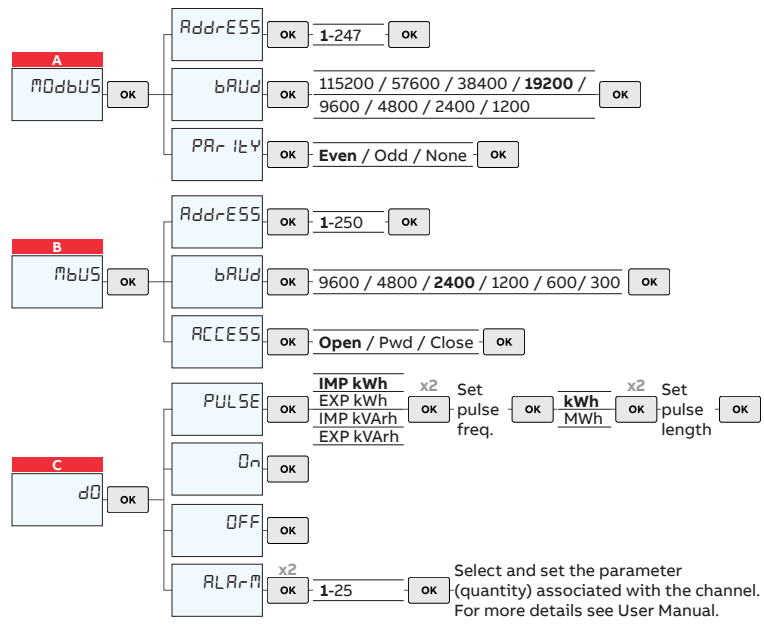 AddrESS
OK
1-247
OK
A
MOdbUS
OK
bAUd
OK
115200 / 57600 / 38400 / 19200 /
9600 / 4800 / 2400 / 1200
OK
PArItY
OK
Even / Odd / None
OK
AddrESS
OK
1-250
OK
B
MbUS
OK
bAUd
OK
9600 / 4800 / 2400 / 1200 / 600/ 300
OK
ACCESS
OK
Open / Pwd / Close
OK
PULSE
OK
IMP kWh
EXP kWh
IMP kVArh
EXP kVArh
x2
OK
Set
pulse
freq.
OK
kWh
MWh
x2
OK
Set
pulse
length
OK
C
dO
OK
On
OK
OFF
OK
ALArM
x2
OK
1-25
OK
Select and set the parameter
(quantity) associated with the channel.
For more details see User Manual.